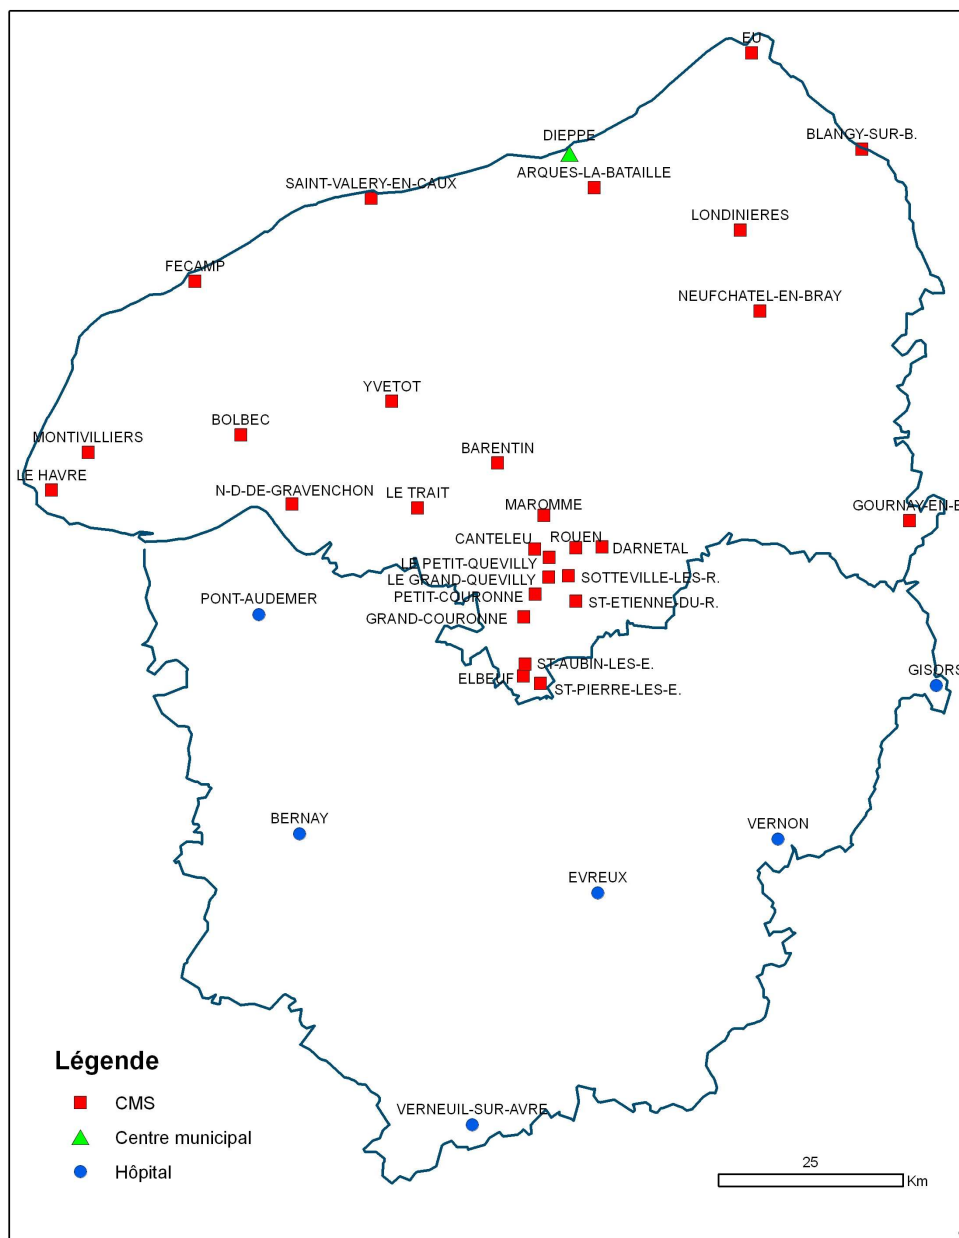 EU
DIEPPE
BLANGY-SUR-B.
ARQUES-LA-BATAILLE
SAINT-VALERY-EN-CAUX
LONDINIERES
FECAMP
NEUFCHATEL-EN-BRAY
YVETOT
BOLBEC
MONTIVILLIERS
BARENTIN
LE HAVRE
N-D-DE-GRAVENCHON
LE TRAIT
MAROMME
GOURNAY-EN-B
CANTELEU
ROUEN
DARNETAL
LE PETIT-QUEVILLY
LE GRAND-QUEVILLY
SOTTEVILLE-LES-R.
PETIT-COURONNE
PONT-AUDEMER
ST-ETIENNE-DU-R.
GRAND-COURONNE
ST-AUBIN-LES-E.
GISORS
ELBEUF
ST-PIERRE-LES-E.
BERNAY
VERNON
EVREUX
Légende
CMS
VERNEUIL-SUR-AVRE
Centre municipal
Hôpital
25
Km